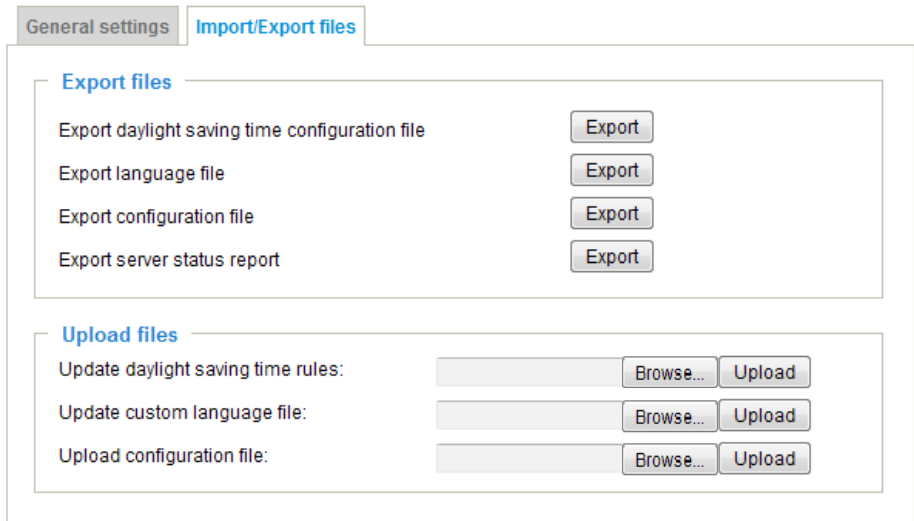 General settings Import/Export files
Export files
Export daylight saving time configuration file Export
Export language file Export
Export configuration file Export
Export server status report Export
Upload files
Update daylight saving time rules: Browse... Upload
Update custom language file: Browse... Upload
Upload configuration file: Browse... Upload